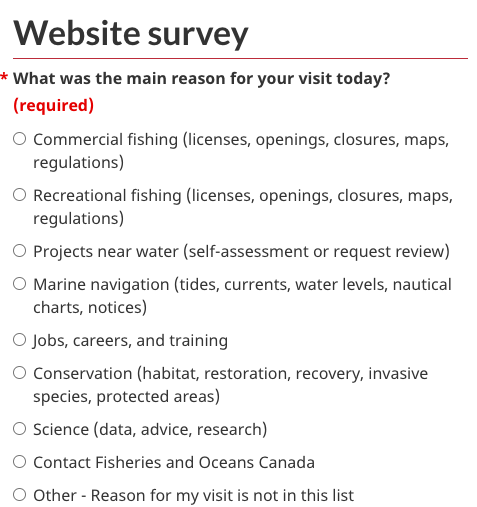 Website survey
* What was the main reason for your visit today?
(required)
Commercial fishing (licenses, openings, closures, maps,
regulations)
Recreational fishing (licenses, openings, closures, maps,
regulations)
Projects near water (self-assessment or request review)
Marine navigation (tides, currents, water levels, nautical
charts, notices)
Jobs, careers, and training
Conservation (habitat, restoration, recovery, invasive
species, protected areas)
Science (data, advice, research)
Contact Fisheries and Oceans Canada
Other - Reason for my visit is not in this list